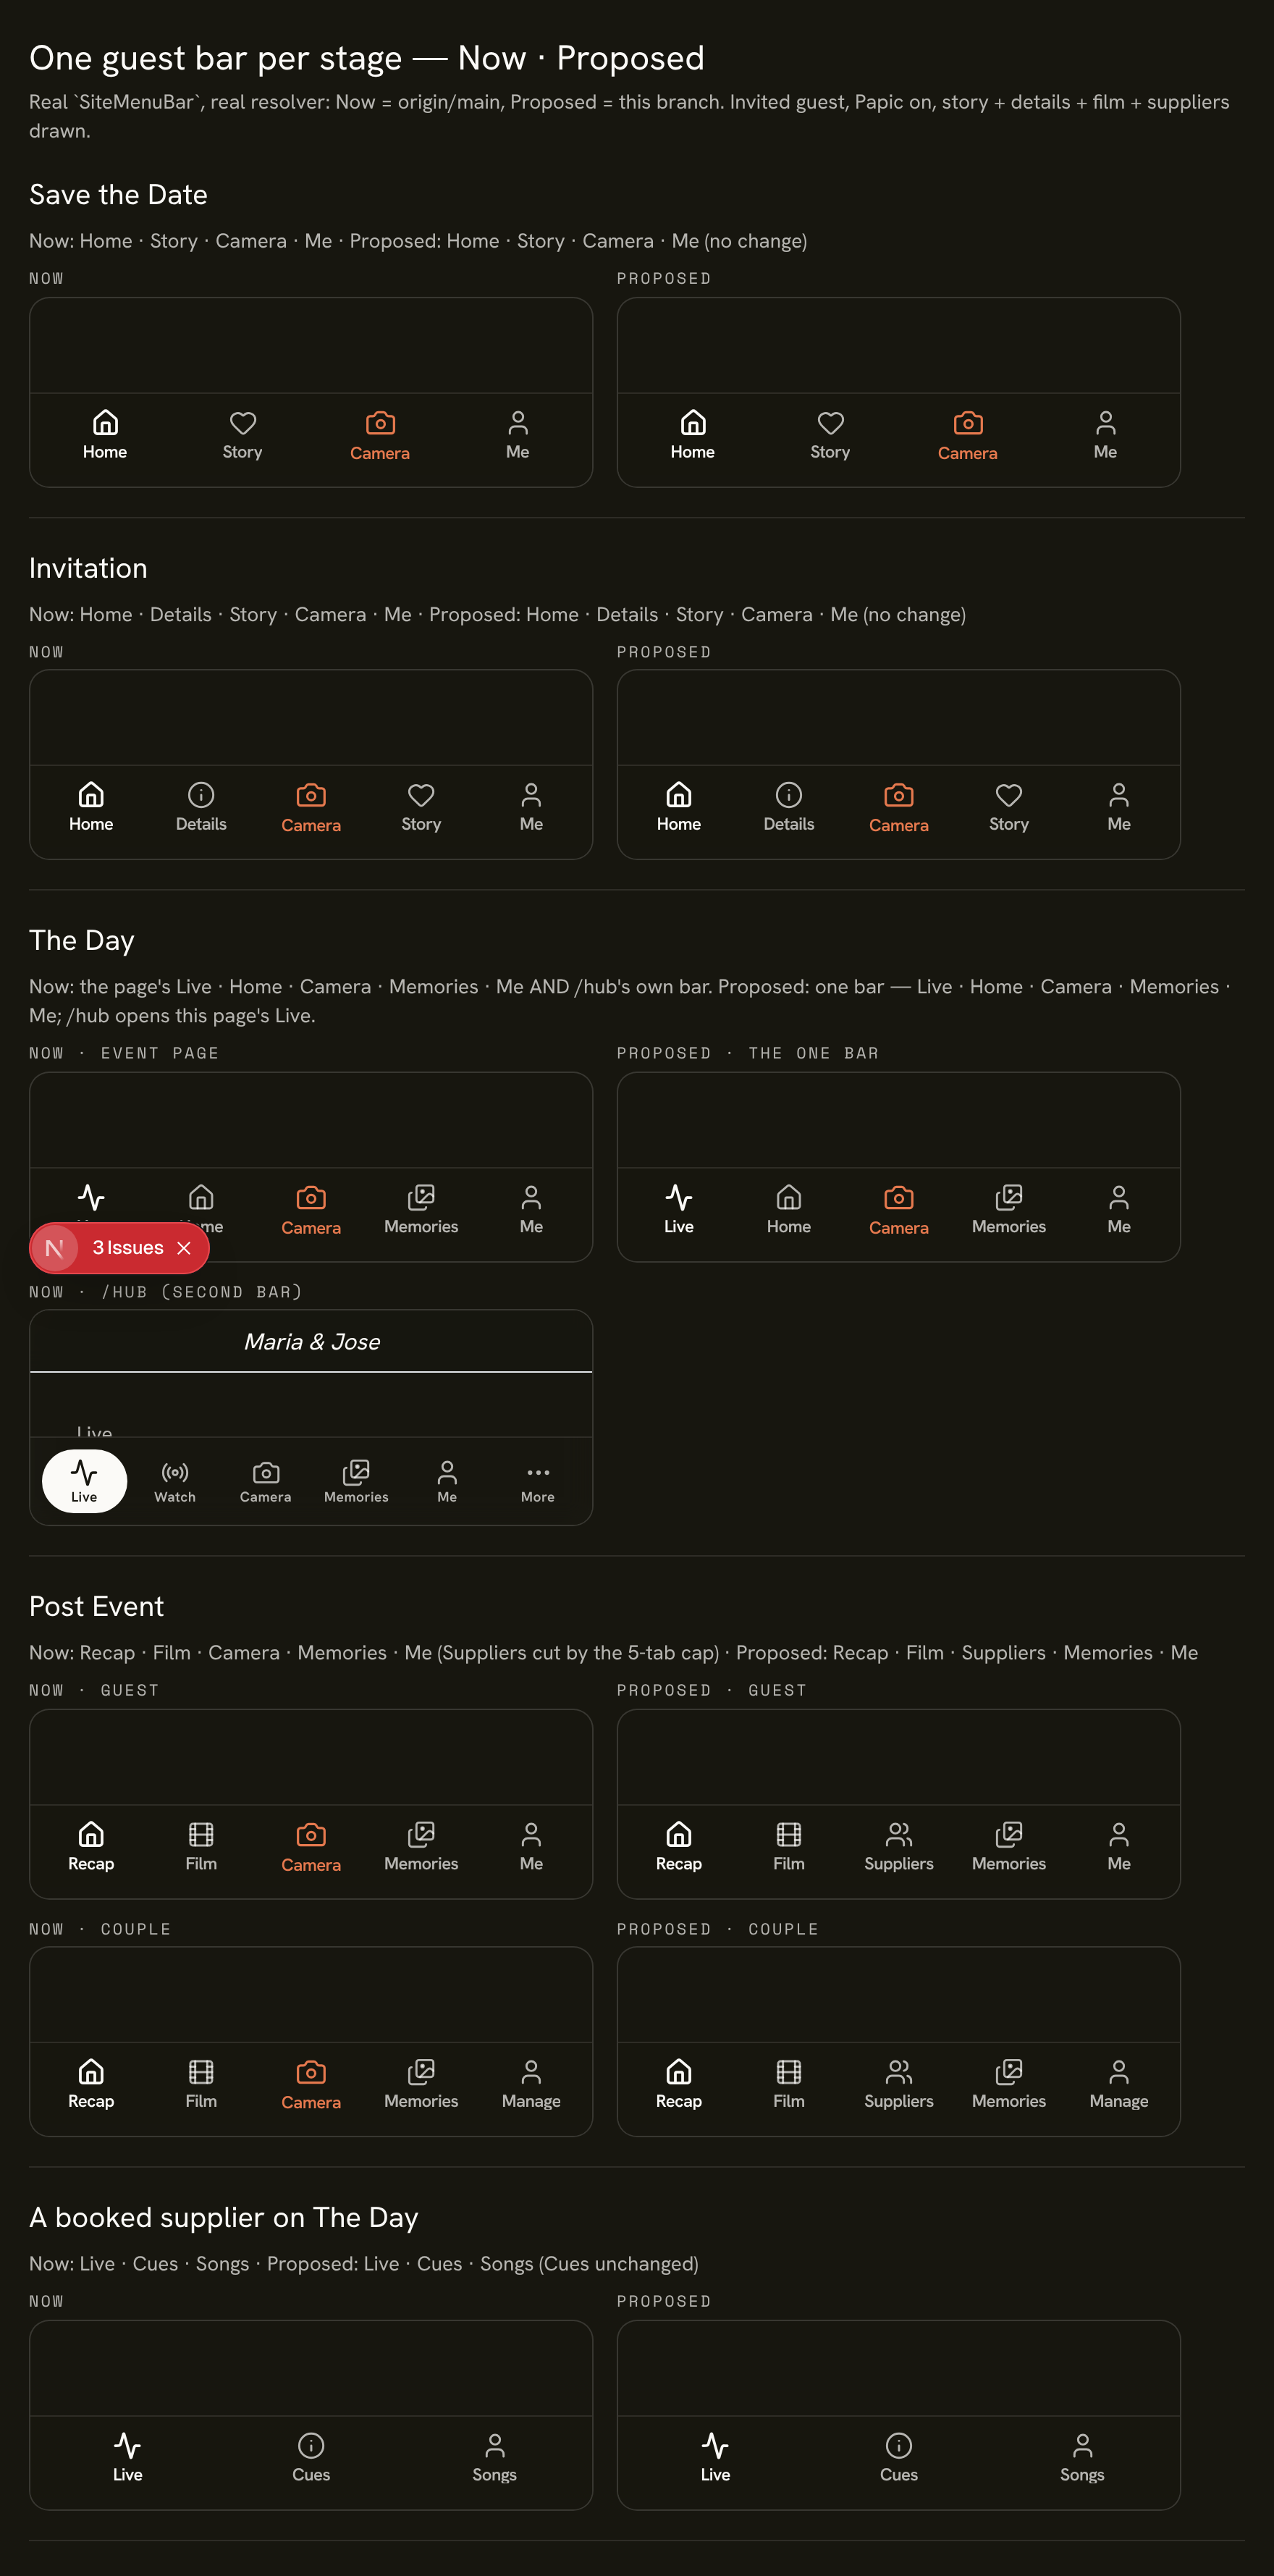 One guest bar per stage — Now · Proposed
Real `SiteMenuBar`, real resolver: Now = origin/main, Proposed = this branch. Invited guest, Papic on, story + details + film + suppliers
drawn.
Save the Date
Now: Home · Story · Camera · Me · Proposed: Home · Story · Camera · Me (no change)
NOW
PROPOSED
Home Story Camera Me
Home Story Camera Me
Invitation
Now: Home · Details · Story · Camera · Me · Proposed: Home · Details · Story · Camera · Me (no change)
NOW
PROPOSED
Home Details Camera Story Me
Home Details Camera Story Me
The Day
Now: the page's Live · Home · Camera · Memories · Me AND /hub's own bar. Proposed: one bar — Live · Home · Camera · Memories ·
Me; /hub opens this page's Live.
NOW · EVENT PAGE
PROPOSED · THE ONE BAR
Camera Memories Me
Live Home Camera Memories Me
3 Issues
NOW · /HUB (SECOND BAR)
Maria & Jose
Live
Live Watch Camera Memories Me More
Post Event
Now: Recap · Film · Camera · Memories · Me (Suppliers cut by the 5-tab cap) · Proposed: Recap · Film · Suppliers · Memories · Me
NOW · GUEST
PROPOSED · GUEST
Recap Film Camera Memories Me
Recap Film Suppliers Memories Me
NOW · COUPLE
PROPOSED · COUPLE
Recap Film Camera Memories Manage
Recap Film Suppliers Memories Manage
A booked supplier on The Day
Now: Live · Cues · Songs · Proposed: Live · Cues · Songs (Cues unchanged)
NOW
PROPOSED
Live Cues Songs
Live Cues Songs